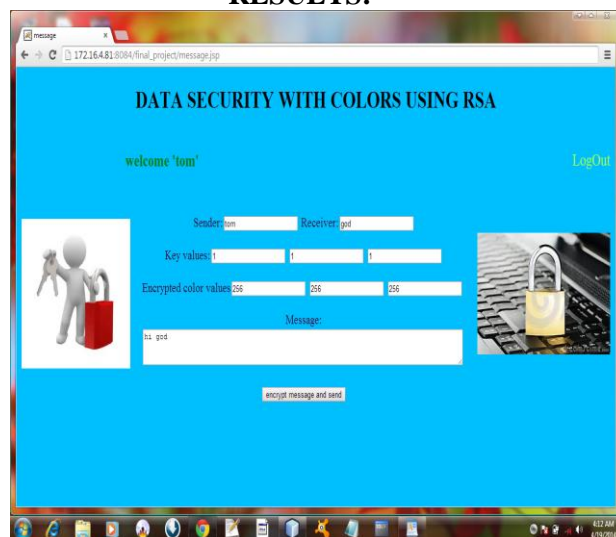 RESULTS:
message
172.16.4.81:8084/final_project/message.jsp
DATA SECURITY WITH COLORS USING RSA
welcome 'tom'
LogOut
Sender: tom Receiver: god
Key values: 1 1 1
Encrypted color values 256 256 256
Message:
hi god
encrypt message and send
4:12 AM